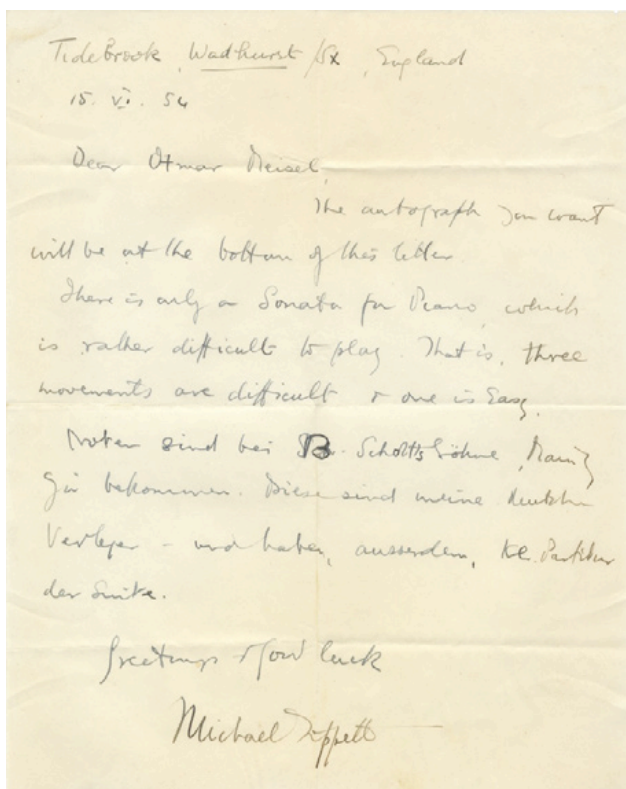 Tidebrook, Wadhurst /Sx, England
15. VI. 54
Dear Otmar Meisel,
The autograph you want
will be at the bottom of this letter.
There is only a Sonata for Piano, which
is rather difficult to play. That is, three
movements are difficult & one is Easy.
Noten sind bei B. Schott's Söhne, Mainz
zu bekommen. Diese sind meine deutschen
Verleger – und haben, ausserdem, Partitur
der Suite.
Greetings & good luck
Michael Tippett